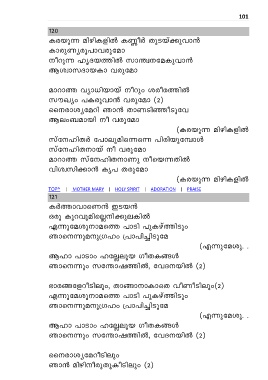 101
120
കരയുന്ന മിഴികളിൽ കണ്ണീർ തുടയ്ക്കുവാൻ
കാരുണ്യരൂപാവരുമോ
നീറുന്ന ഹൃദയത്തിൽ സാന്ത്വനമേകുവാൻ
ആശ്വാസദായകാ വരുമോ
മാറാത്ത വ്യാധിയായ് നീറും ശരീരത്തിൽ
സൗഖ്യം പകരുവാൻ വരുമോ (2)
നൈരാശ്യമേറി ഞാൻ താണടിഞ്ഞീടുവേ
ആലംബമായി നീ വരുമോ
(കരയുന്ന മിഴികളിൽ
സ്നേഹിതർ പോലുമിന്നെന്നെ പിരിയുമ്പോൾ
സ്നേഹിതനായ് നീ വരുമോ
മാറാത്ത സ്നേഹിതനാണു നീയെന്നതിൽ
വിശ്വസിക്കാൻ കൃപ തരുമോ
(കരയുന്ന മിഴികളിൽ
TOP↑ | MOTHER MARY | HOLY SPIRIT | ADORATION | PRAISE
121
കർത്താവാണെൻ ഇടയൻ
ഒരു കുറവുമില്ലെനിക്കുലകിൽ
എന്നുമേശുനാമത്തെ പാടി പുകഴ്ത്തിടും
ഞാനെന്നുമനുഗ്രഹം പ്രാപിച്ചിടുമേ
(എന്നുമേശു. .
ആഹാ പാടാം ഹല്ലേലൂയ ഗീതകങ്ങൾ
ഞാനെന്നും സന്തോഷത്തിൽ, വേദനയിൽ (2)
ഭാരങ്ങളേറീടിലും, താങ്ങാനാകാതെ വീണീടിലും(2)
എന്നുമേശുനാമത്തെ പാടി പുകഴ്ത്തിടും
ഞാനെന്നുമനുഗ്രഹം പ്രാപിച്ചിടുമേ
(എന്നുമേശു. .
ആഹാ പാടാം ഹല്ലേലൂയ ഗീതകങ്ങൾ
ഞാനെന്നും സന്തോഷത്തിൽ, വേദനയിൽ (2)
നൈരാശ്യമേറീടിലും
ഞാൻ മിഴിനീരുതൂകീടിലും (2)